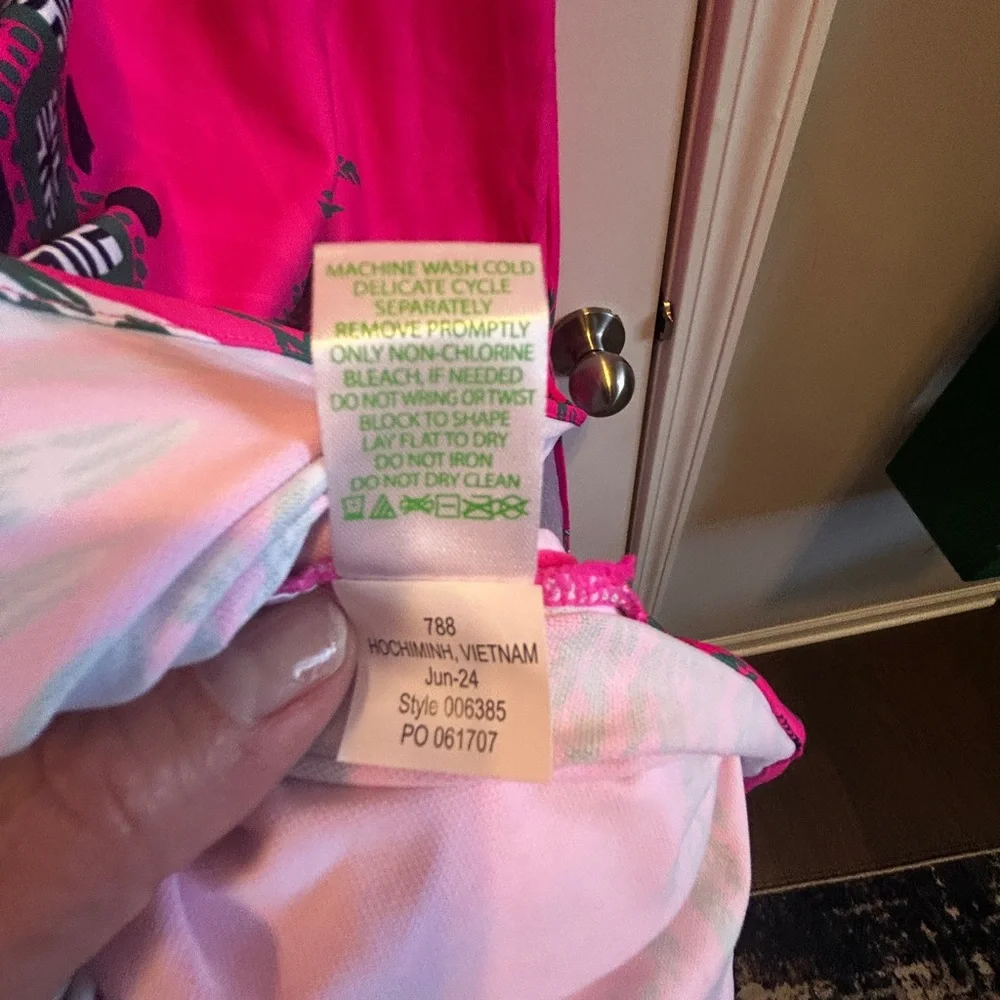 MACHINE WASH COLD
DELICATE CYCLE
SEPARATELY
REMOVE PROMPTLY
ONLY NON-CHLORINE
BLEACH, IF NEEDED
DO NOT WRING OR TWIST
BLOCK TO SHAPE
LAY FLAT TO DRY
DO NOT IRON
DO NOT DRY CLEAN
788
HOCHIMINH, VIETNAM
Jun-24
Style 006385
PO 061707